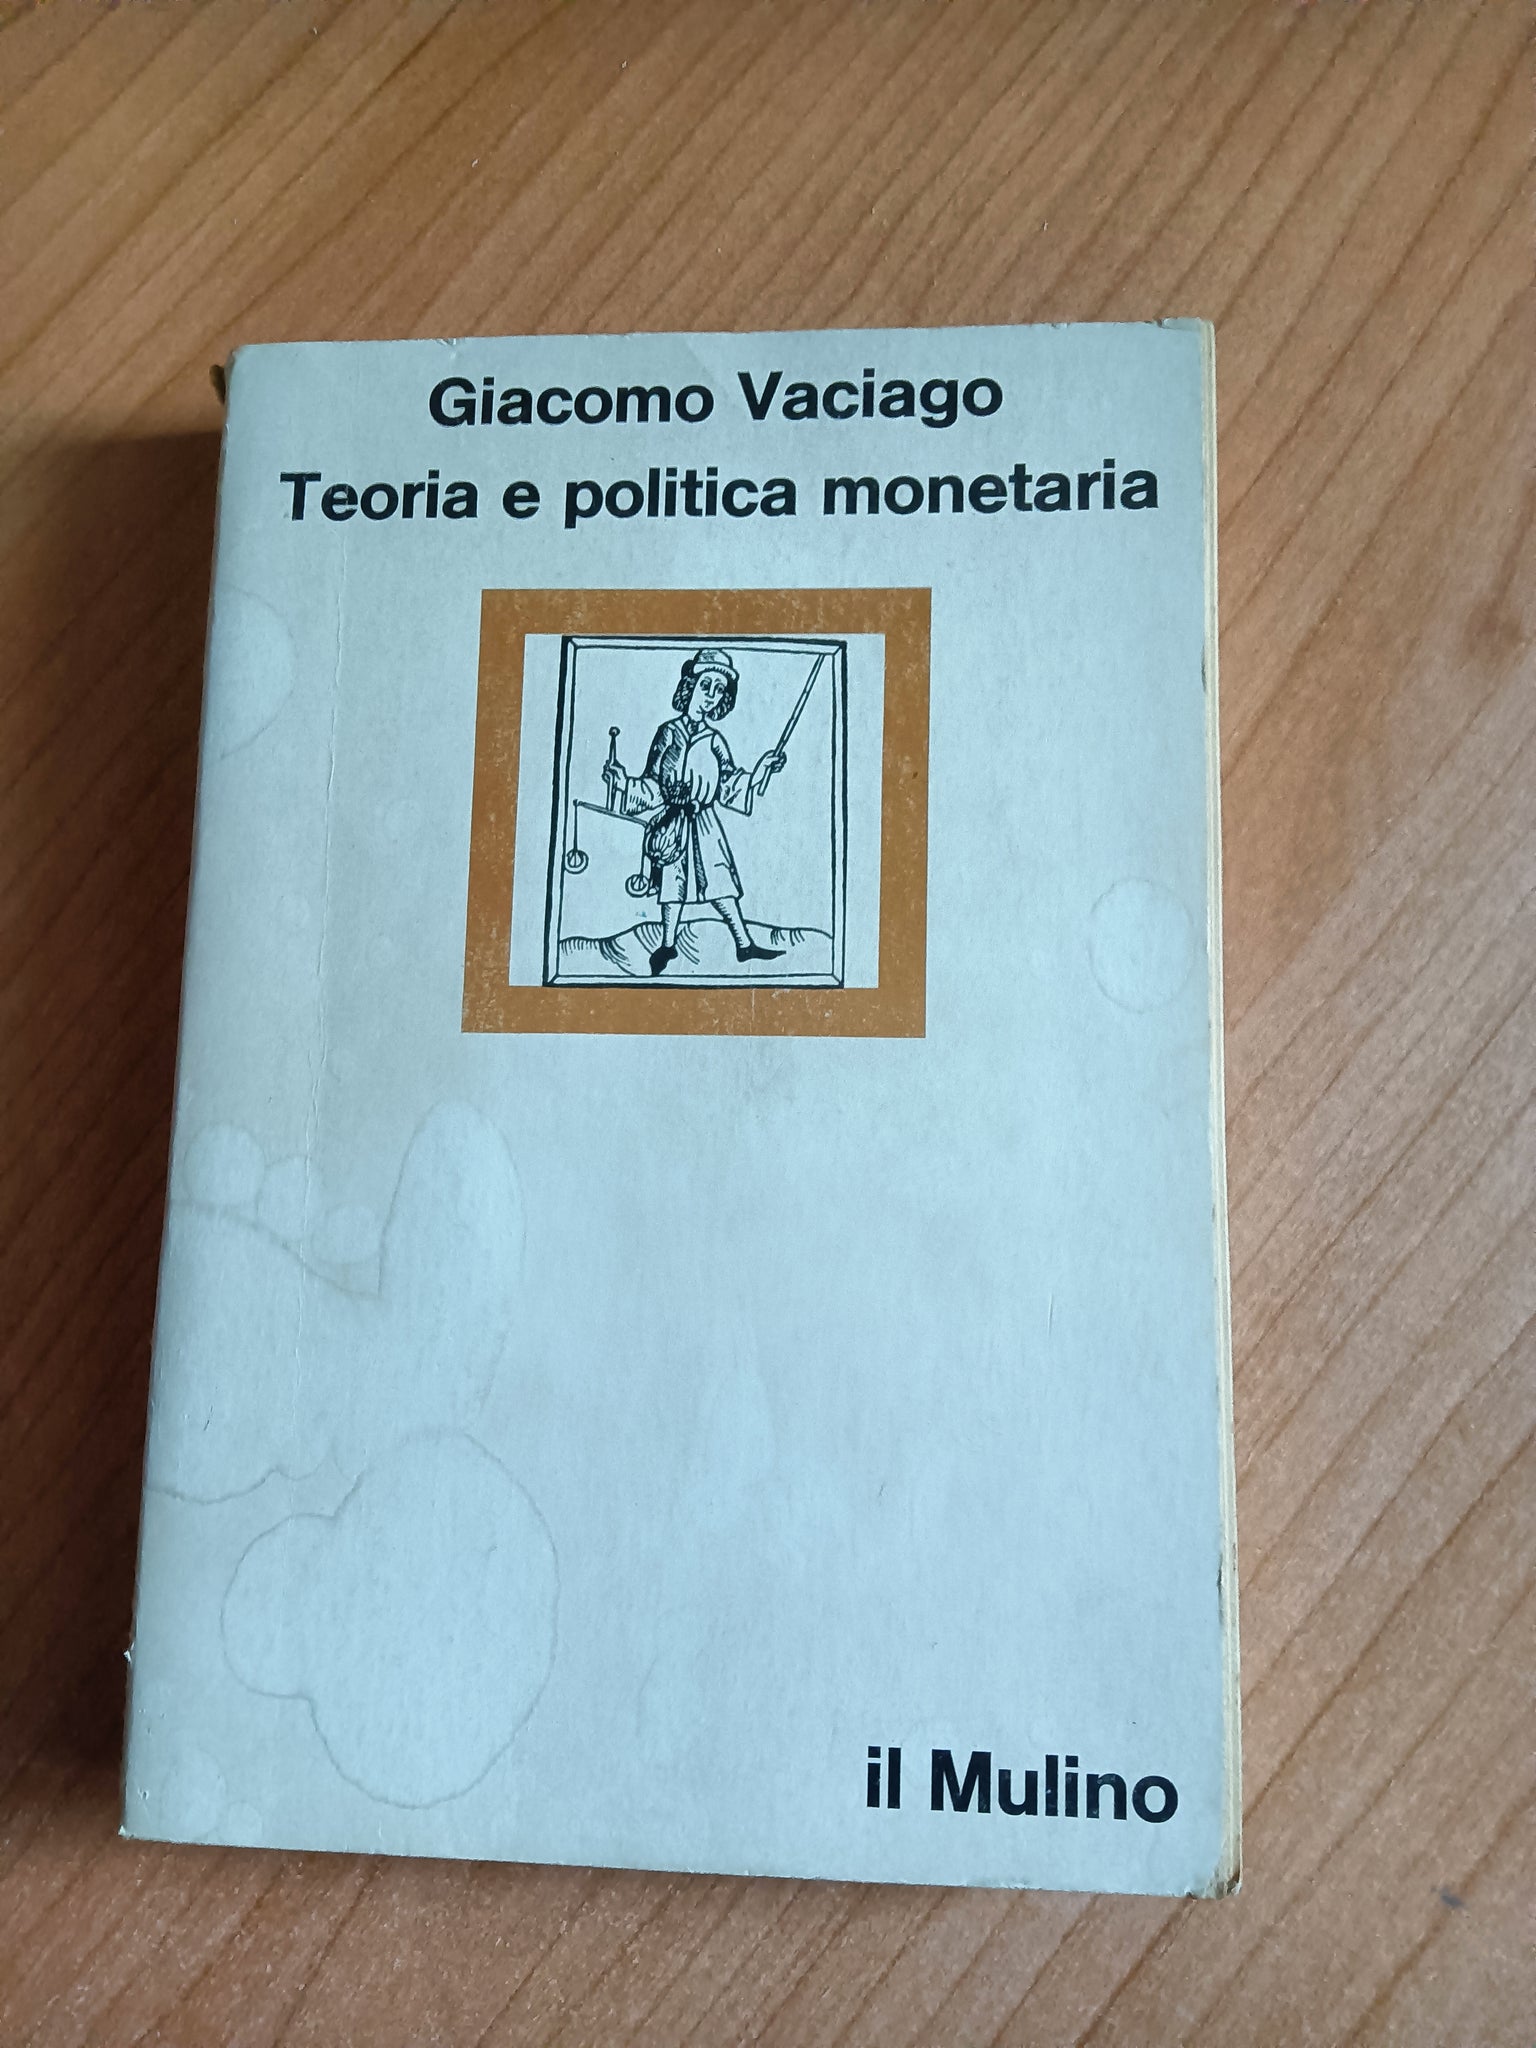 Giacomo Vaciago
Teoria e politica monetaria
il Mulino